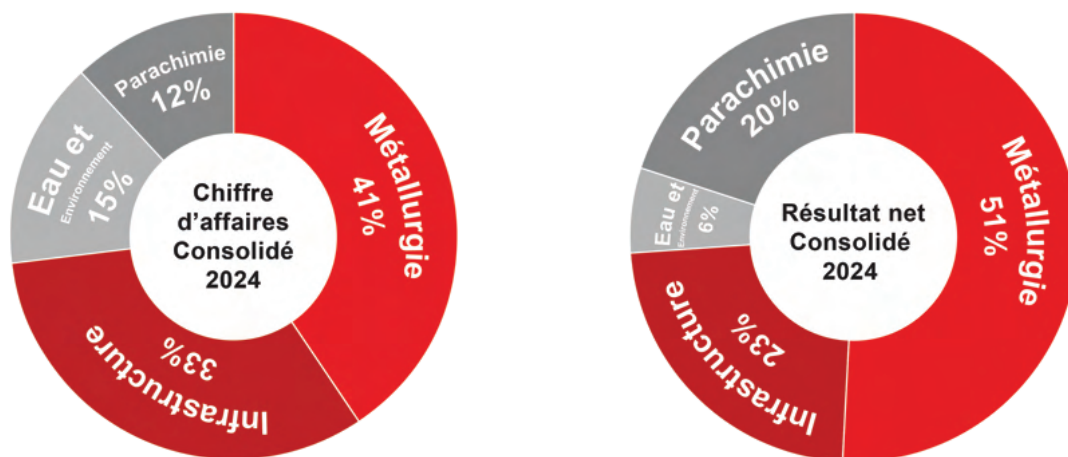 Parachimie
12%
Eau et
Environnement
15%
Métallurgie
41%
Infrastructure
33%
Chiffre
d'affaires
Consolidé
2024
Parachimie
20%
Eau et
Environnement
6%
Métallurgie
51%
Infrastructure
23%
Résultat net
Consolidé
2024